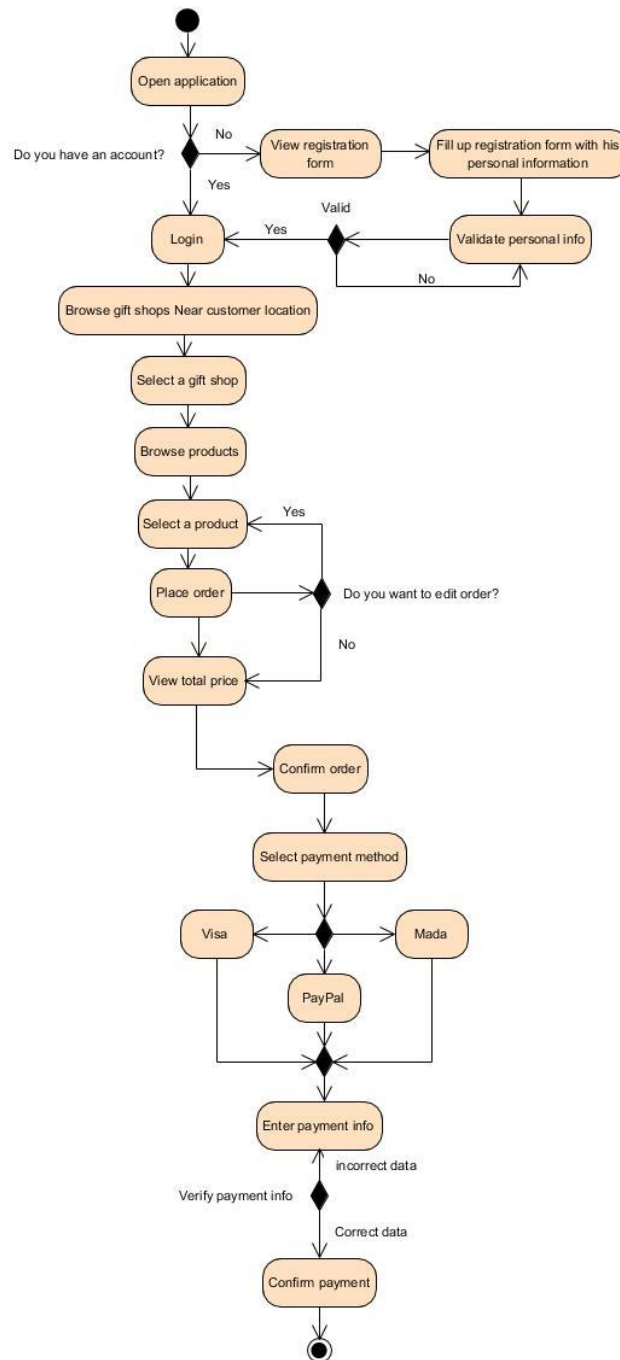 Open application
Do you have an account?
No
View registration
form
Fill up registration form with his
personal information
Yes
Valid
Login
Yes
Validate personal info
No
Browse gift shops Near customer location
Select a gift shop
Browse products
Yes
Select a product
Place order
Do you want to edit order?
No
View total price
Confirm order
Select payment method
Visa
Mada
PayPal
Enter payment info
incorrect data
Verify payment info
Correct data
Confirm payment